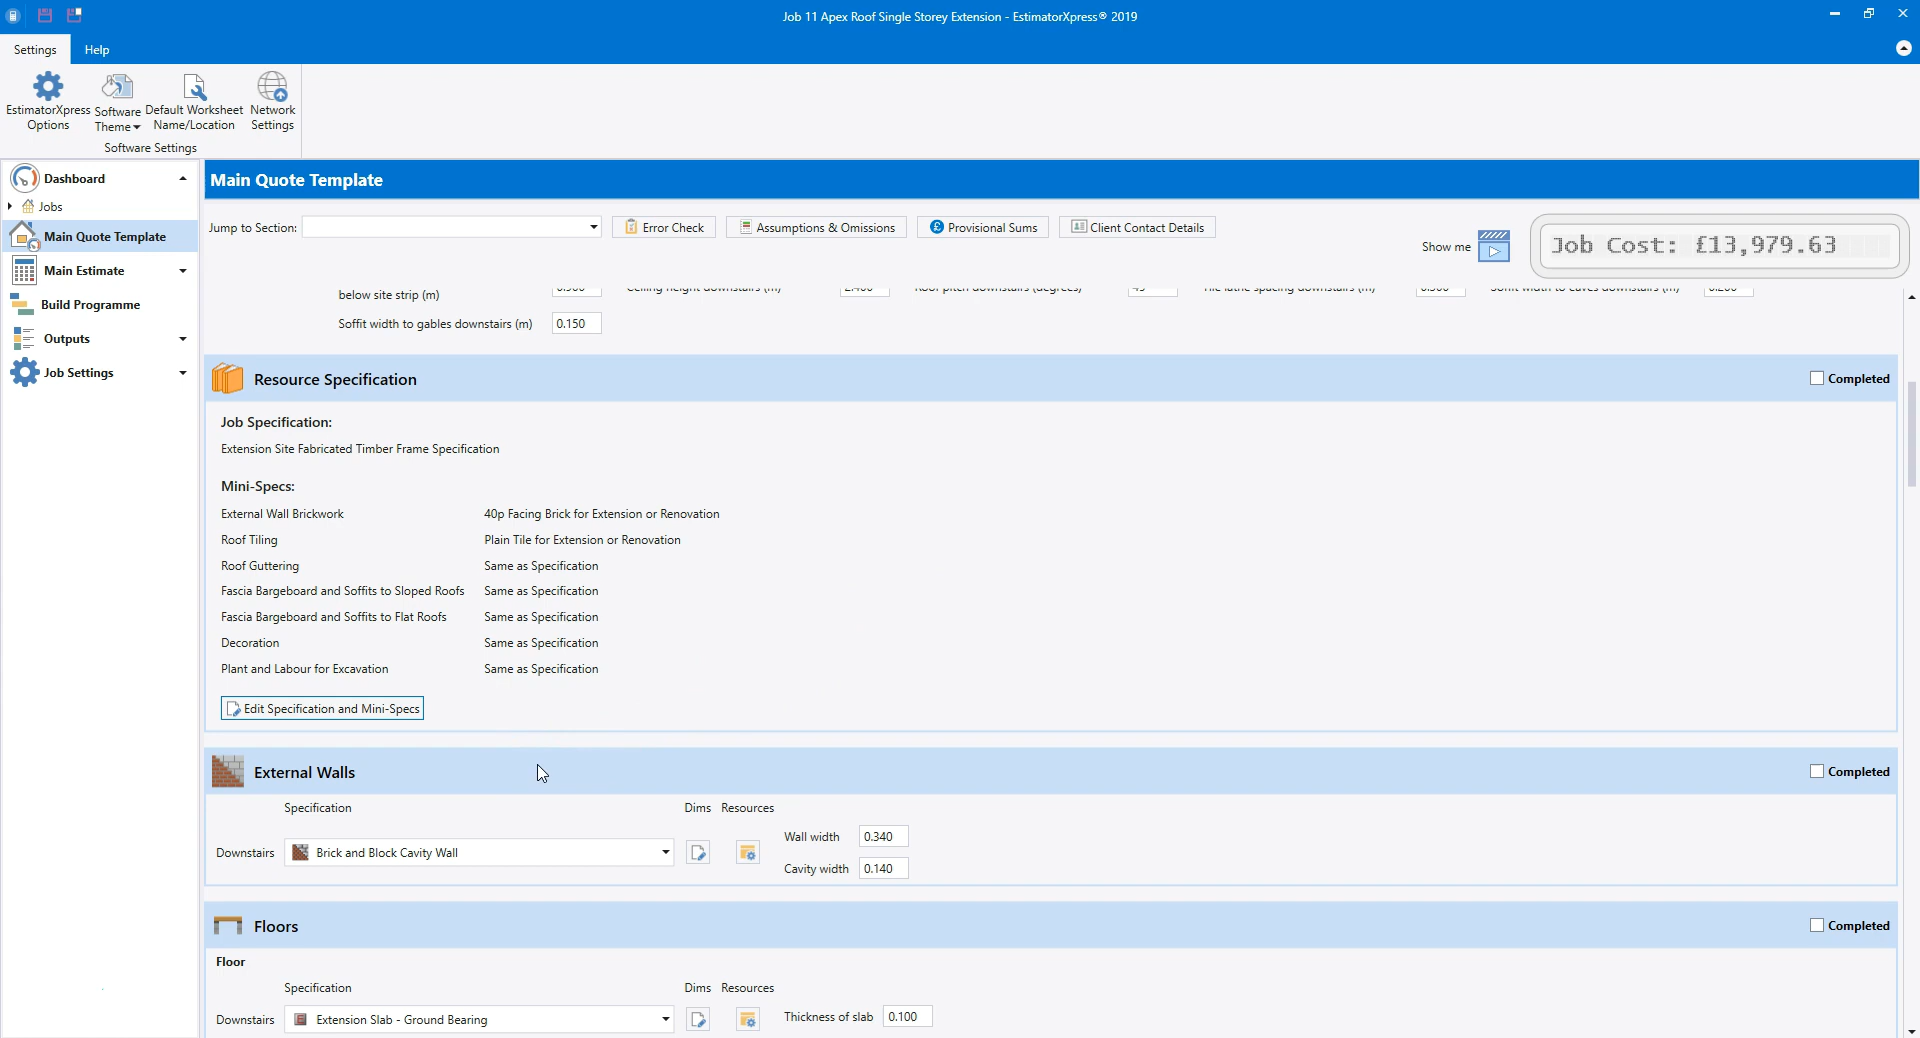 Job 11 Apex Roof Single Storey Extension - EstimatorXpress® 2019
Settings
Help
EstimatorXpress Options
Software Theme
Default Worksheet Name/Location
Network Settings
Software Settings
Dashboard
Jobs
Main Quote Template
Main Estimate
Build Programme
Outputs
Job Settings
Main Quote Template
Jump to Section:
Error Check
Assumptions & Omissions
Provisional Sums
Client Contact Details
Show me
Job Cost: £13,979.63
below site strip (m)
Soffit width to gables downstairs (m) 0.150
Resource Specification
Completed
Job Specification:
Extension Site Fabricated Timber Frame Specification
Mini-Specs:
External Wall Brickwork 40p Facing Brick for Extension or Renovation
Roof Tiling Plain Tile for Extension or Renovation
Roof Guttering Same as Specification
Fascia Bargeboard and Soffits to Sloped Roofs Same as Specification
Fascia Bargeboard and Soffits to Flat Roofs Same as Specification
Decoration Same as Specification
Plant and Labour for Excavation Same as Specification
Edit Specification and Mini-Specs
External Walls
Completed
Specification Dims Resources
Wall width 0.340
Downstairs Brick and Block Cavity Wall
Cavity width 0.140
Floors
Completed
Floor
Specification Dims Resources
Downstairs Extension Slab - Ground Bearing Thickness of slab 0.100